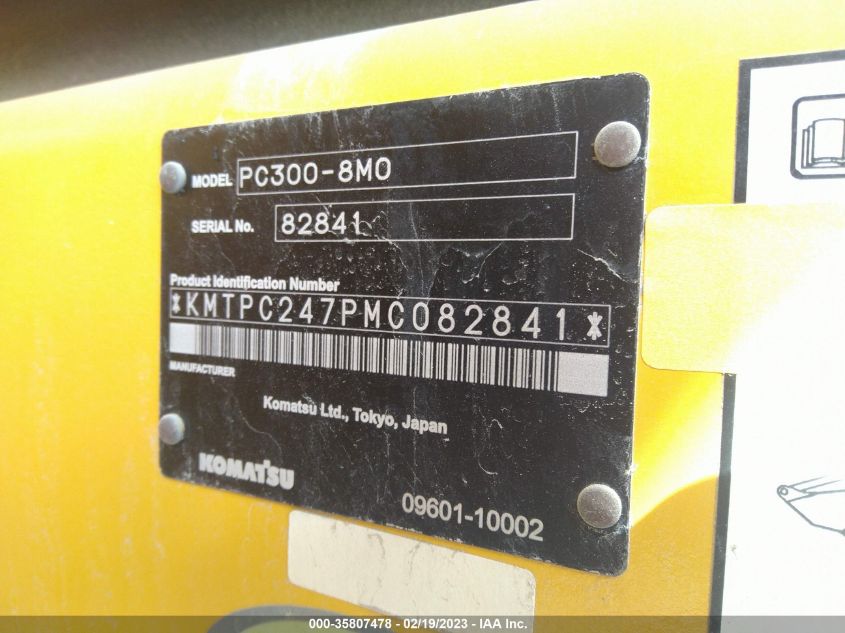 MODEL PC300-8M0
SERIAL No. 82841
Product Identification Number
*KMTPC247PMC082841*
MANUFACTURER
Komatsu Ltd., Tokyo, Japan
KOMATSU
09601-10002
000-35807478 - 02/19/2023 - IAA Inc.